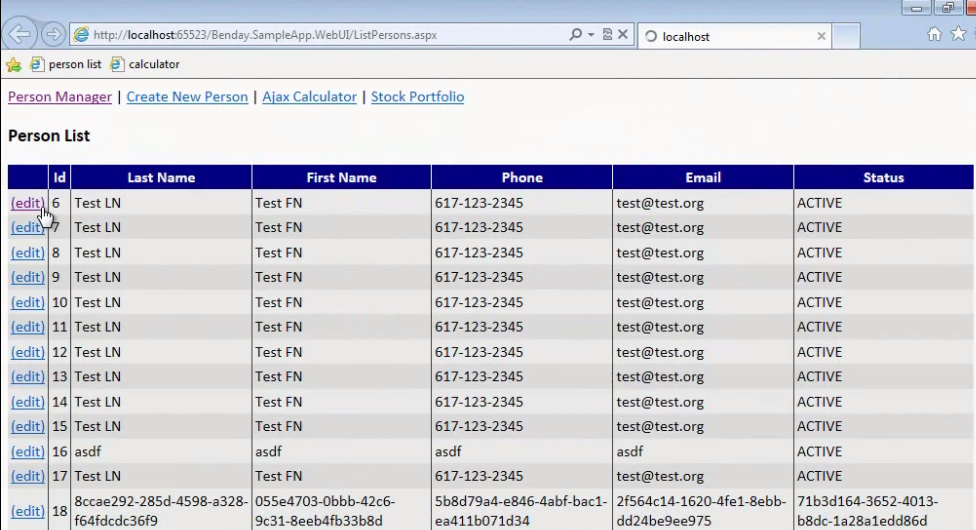 http://localhost:65523/Benday.SampleApp.WebUI/ListPersons.aspx localhost
person list calculator
Person Manager | Create New Person | Ajax Calculator | Stock Portfolio
Person List
Id Last Name First Name Phone Email Status
(edit) 6 Test LN Test FN 617-123-2345 test@test.org ACTIVE
(edit) 7 Test LN Test FN 617-123-2345 test@test.org ACTIVE
(edit) 8 Test LN Test FN 617-123-2345 test@test.org ACTIVE
(edit) 9 Test LN Test FN 617-123-2345 test@test.org ACTIVE
(edit) 10 Test LN Test FN 617-123-2345 test@test.org ACTIVE
(edit) 11 Test LN Test FN 617-123-2345 test@test.org ACTIVE
(edit) 12 Test LN Test FN 617-123-2345 test@test.org ACTIVE
(edit) 13 Test LN Test FN 617-123-2345 test@test.org ACTIVE
(edit) 14 Test LN Test FN 617-123-2345 test@test.org ACTIVE
(edit) 15 Test LN Test FN 617-123-2345 test@test.org ACTIVE
(edit) 16 asdf asdf asdf asdf ACTIVE
(edit) 17 Test LN Test FN 617-123-2345 test@test.org ACTIVE
8ccae292-285d-4598-a328- 055e4703-0bbb-42c6- 5b8d79a4-e846-4abf-bac1- 2f564c14-1620-4fe1-8ebb- 71b3d164-3652-4013-
(edit) 18 f64fdcdc36f9 9c31-8eeb4fb33b8d ea411b071d34 dd24be9ee975 b8dc-1a28a1edd86d